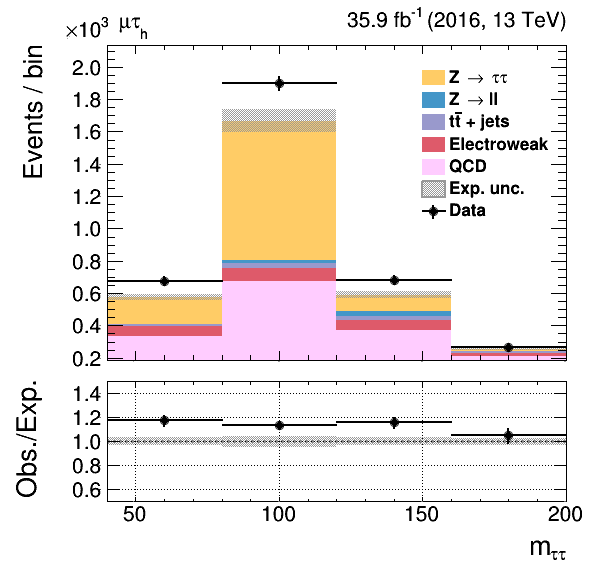 ×10³ μτh 35.9 fb⁻¹ (2016, 13 TeV)
Events / bin
2.0
1.8
1.6
1.4
1.2
1.0
0.8
0.6
0.4
0.2
Z → ττ
Z → ll
tt̄ + jets
Electroweak
QCD
Exp. unc.
Data
Obs./Exp.
1.4
1.2
1.0
0.8
0.6
50 100 150 200
mττ